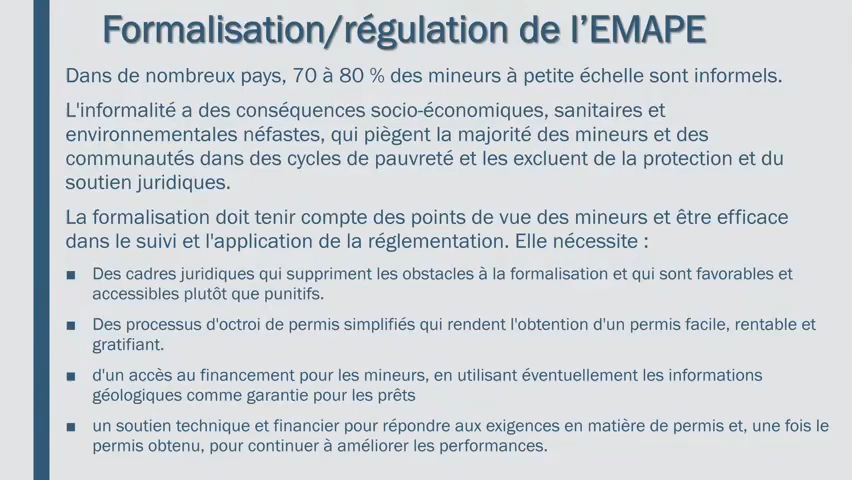 Formalisation/régulation de l'EMAPE
Dans de nombreux pays, 70 à 80 % des mineurs à petite échelle sont informels.
L'informalité a des conséquences socio-économiques, sanitaires et
environnementales néfastes, qui piègent la majorité des mineurs et des
communautés dans des cycles de pauvreté et les excluent de la protection et du
soutien juridiques.
La formalisation doit tenir compte des points de vue des mineurs et être efficace
dans le suivi et l'application de la réglementation. Elle nécessite :
■ Des cadres juridiques qui suppriment les obstacles à la formalisation et qui sont favorables et
accessibles plutôt que punitifs.
■ Des processus d'octroi de permis simplifiés qui rendent l'obtention d'un permis facile, rentable et
gratifiant.
■ d'un accès au financement pour les mineurs, en utilisant éventuellement les informations
géologiques comme garantie pour les prêts
■ un soutien technique et financier pour répondre aux exigences en matière de permis et, une fois le
permis obtenu, pour continuer à améliorer les performances.